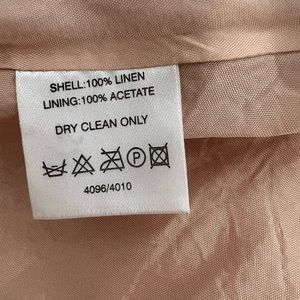 SHELL:100% LINEN
LINING:100% ACETATE
DRY CLEAN ONLY
P
4096/4010